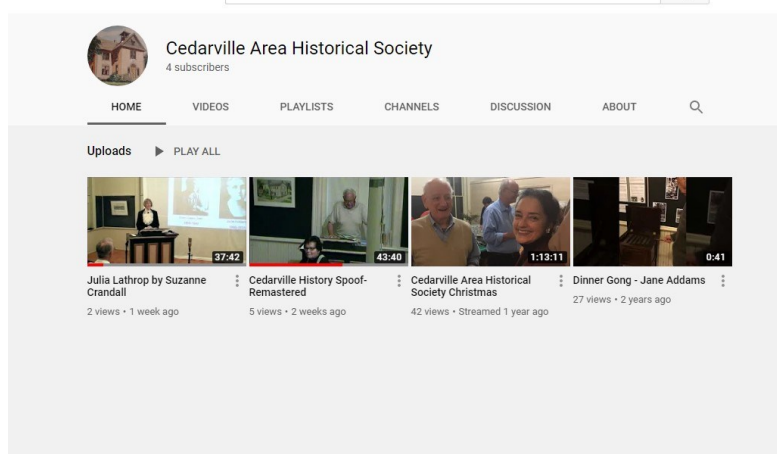 Cedarville Area Historical Society
4 subscribers
HOME VIDEOS PLAYLISTS CHANNELS DISCUSSION ABOUT
Uploads PLAY ALL
37:42 43:40 1:13:11 0:41
Julia Lathrop by Suzanne Crandall
2 views • 1 week ago
Cedarville History Spoof-
Remastered
5 views • 2 weeks ago
Cedarville Area Historical
Society Christmas
42 views • Streamed 1 year ago
Dinner Gong - Jane Addams
27 views • 2 years ago